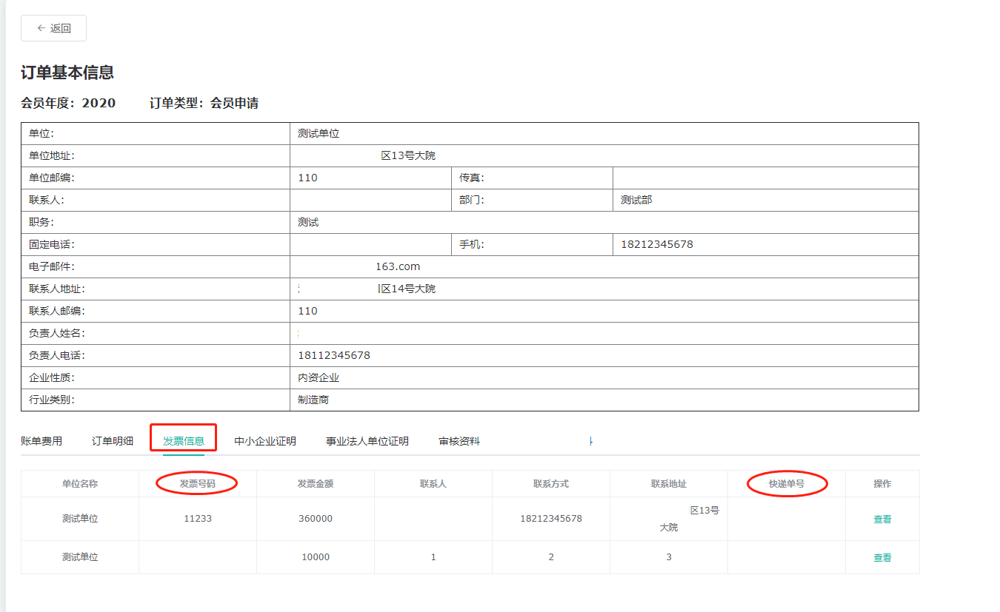 ← 返回
订单基本信息
会员年度：2020 订单类型：会员申请
单位： 测试单位
单位地址： 区13号大院
单位邮编： 110 传真：
联系人： 部门： 测试部
职务： 测试
固定电话： 手机： 18212345678
电子邮件： 163.com
联系人地址： 区14号大院
联系人邮编： 110
负责人姓名：
负责人电话： 18112345678
企业性质： 内资企业
行业类别： 制造商
账单费用 订单明细 发票信息 中小企业证明 事业法人单位证明 审核资料
单位名称 发票号码 发票金额 联系人 联系方式 联系地址 快递单号 操作
测试单位 11233 360000 18212345678 区13号大院 查看
测试单位 10000 1 2 3 查看